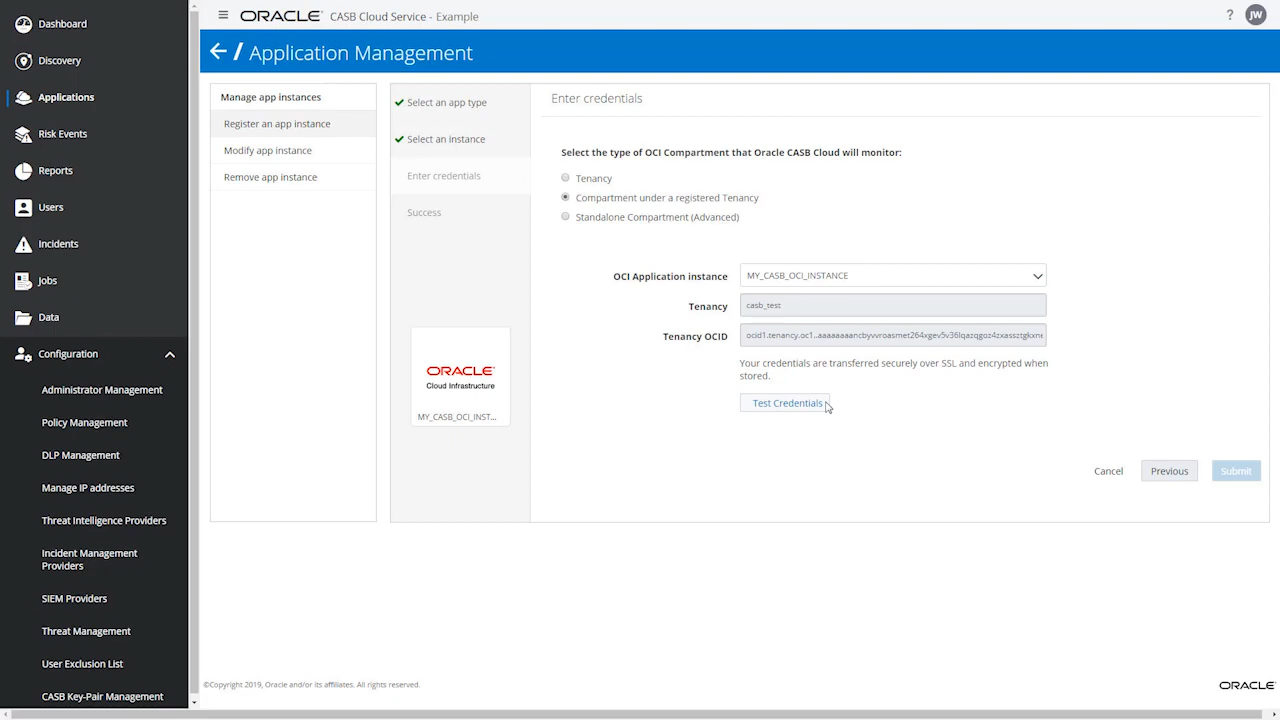 Dashboard
Discovery
Applications
Risk Events
Reports
Users
Incidents
Jobs
Data
Configuration
Administrator Management
Policy Management
DLP Management
Manage IP addresses
Threat Intelligence Providers
Incident Management
Providers
SIEM Providers
Threat Management
User Exclusion List
CASB Key-Pair Management
ORACLE® CASB Cloud Service - Example
? JW
/ Application Management
Manage app instances
Register an app instance
Modify app instance
Remove app instance
Select an app type
Select an instance
Enter credentials
Success
ORACLE®
Cloud Infrastructure
MY_CASB_OCI_INST...
Enter credentials
Select the type of OCI Compartment that Oracle CASB Cloud will monitor:
Tenancy
Compartment under a registered Tenancy
Standalone Compartment (Advanced)
OCI Application instance MY_CASB_OCI_INSTANCE
Tenancy casb_test
Tenancy OCID
Your credentials are transferred securely over SSL and encrypted when
stored.
Test Credentials
Cancel Previous Submit
©Copyright 2019, Oracle and/or its affiliates. All rights reserved.
ORACLE